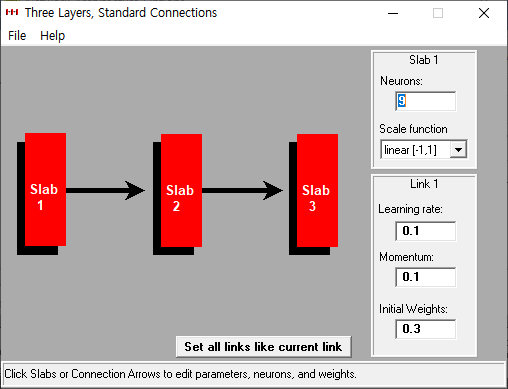 Three Layers, Standard Connections
File Help
Slab 1
Neurons:
9
Scale function
linear [-1,1]
Slab
1
Slab
2
Slab
3
Link 1
Learning rate:
0.1
Momentum:
0.1
Initial Weights:
0.3
Set all links like current link
Click Slabs or Connection Arrows to edit parameters, neurons, and weights.